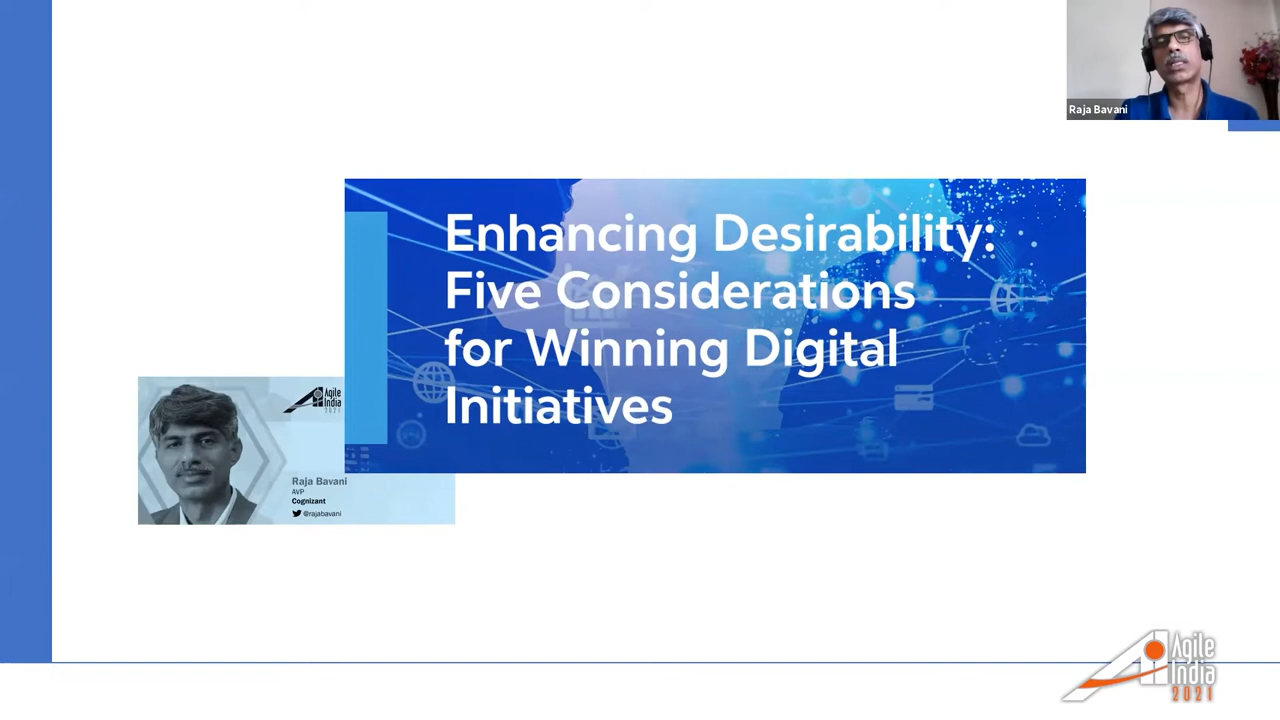 Raja Bavani
Enhancing Desirability:
Five Considerations
for Winning Digital
Initiatives
Agile
India
2021
Raja Bavani
AVP
Cognizant
@rajabavani
Agile
India
2021